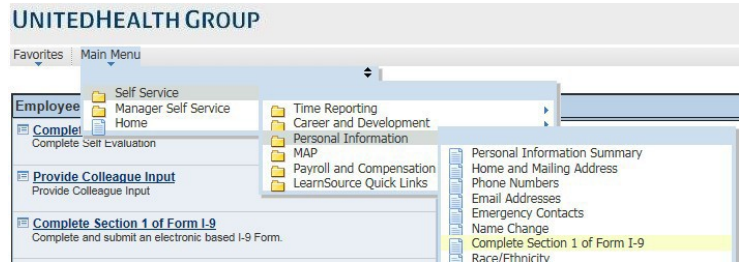 UNITEDHEALTH GROUP
Favorites Main Menu
Self Service
Manager Self Service
Home
Time Reporting
Career and Development
Personal Information
MAP
Payroll and Compensation
LearnSource Quick Links
Personal Information Summary
Home and Mailing Address
Phone Numbers
Email Addresses
Emergency Contacts
Name Change
Complete Section 1 of Form I-9
Race/Ethnicity
Employee
Complet
Complete Self Evaluation
Provide Colleague Input
Provide Colleague Input
Complete Section 1 of Form I-9
Complete and submit an electronic based I-9 Form.